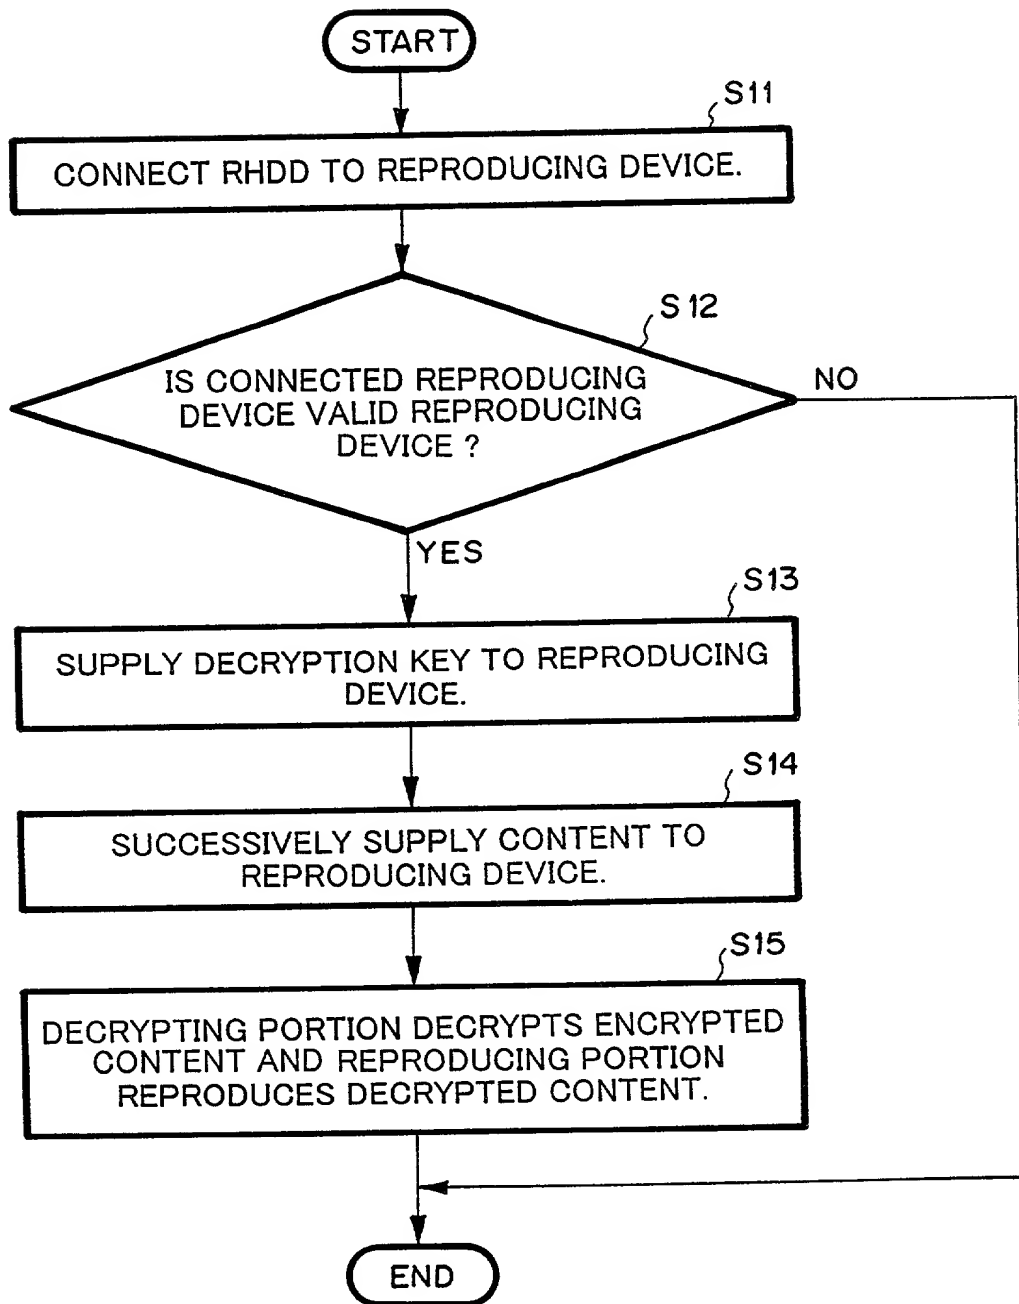 START
S11
CONNECT RHDD TO REPRODUCING DEVICE.
S12
IS CONNECTED REPRODUCING
DEVICE VALID REPRODUCING
DEVICE ?
NO
YES
S13
SUPPLY DECRYPTION KEY TO REPRODUCING
DEVICE.
S14
SUCCESSIVELY SUPPLY CONTENT TO
REPRODUCING DEVICE.
S15
DECRYPTING PORTION DECRYPTS ENCRYPTED
CONTENT AND REPRODUCING PORTION
REPRODUCES DECRYPTED CONTENT.
END